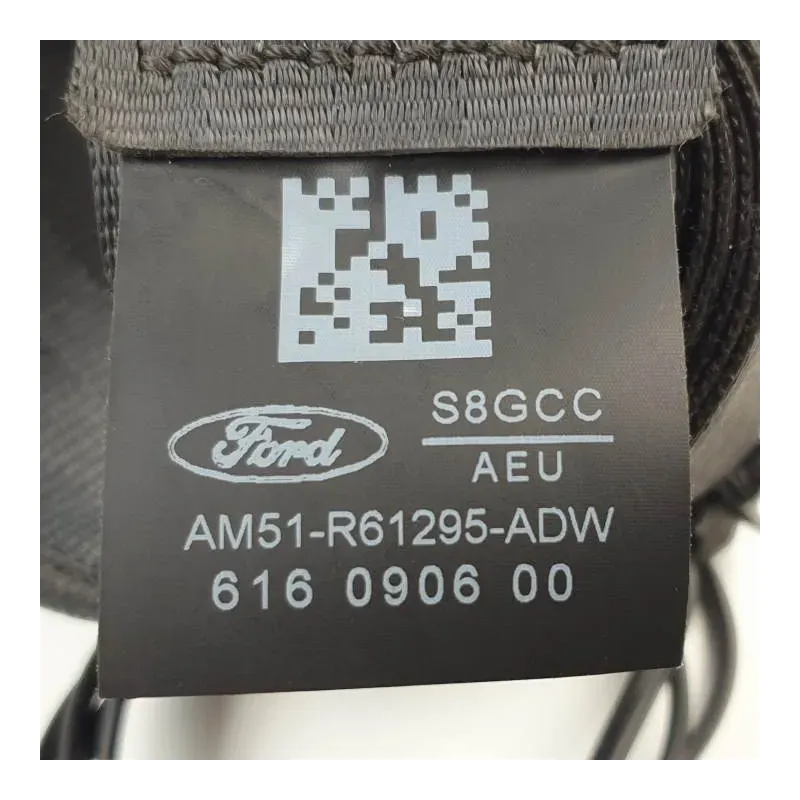 Ford
S8GCC
AEU
AM51-R61295-ADW
616 0906 00